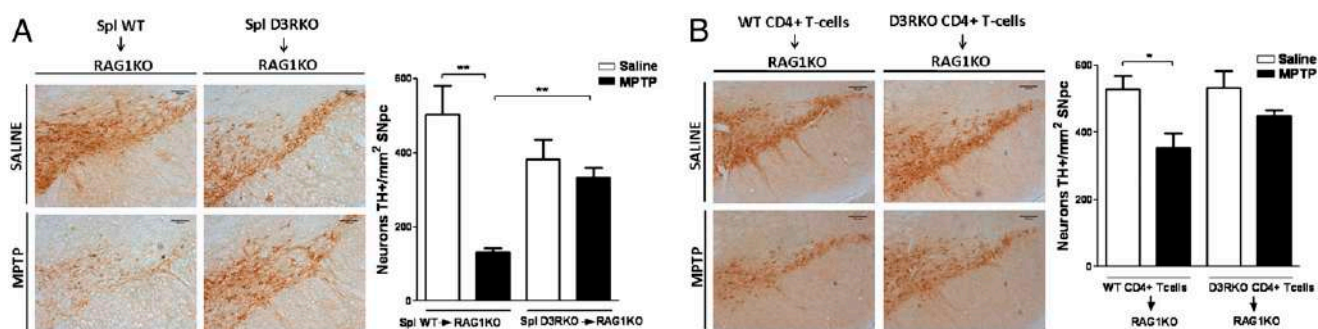 A
Spl WT
Spl D3RKO
RAG1KO
RAG1KO
SALINE
MPTP
Neurons TH+/mm² SNpc
600
400
200
0
**
**
Saline
MPTP
Spl WT → RAG1KO
Spl D3RKO → RAG1KO
B
WT CD4+ T-cells
D3RKO CD4+ T-cells
RAG1KO
RAG1KO
SALINE
MPTP
Neurons TH+/mm² SNpc
600
400
200
0
*
Saline
MPTP
WT CD4+ Tcells
D3RKO CD4+ Tcells
RAG1KO
RAG1KO